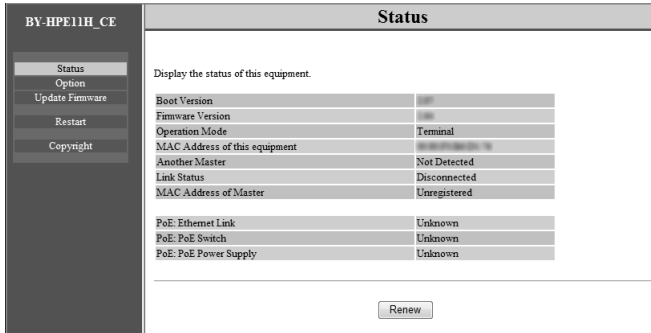 BY-HPE11H_CE
Status
Option
Update Firmware
Restart
Copyright
Status
Display the status of this equipment.
Boot Version
Firmware Version
Operation Mode Terminal
MAC Address of this equipment
Another Master Not Detected
Link Status Disconnected
MAC Address of Master Unregistered
PoE: Ethernet Link Unknown
PoE: PoE Switch Unknown
PoE: PoE Power Supply Unknown
Renew